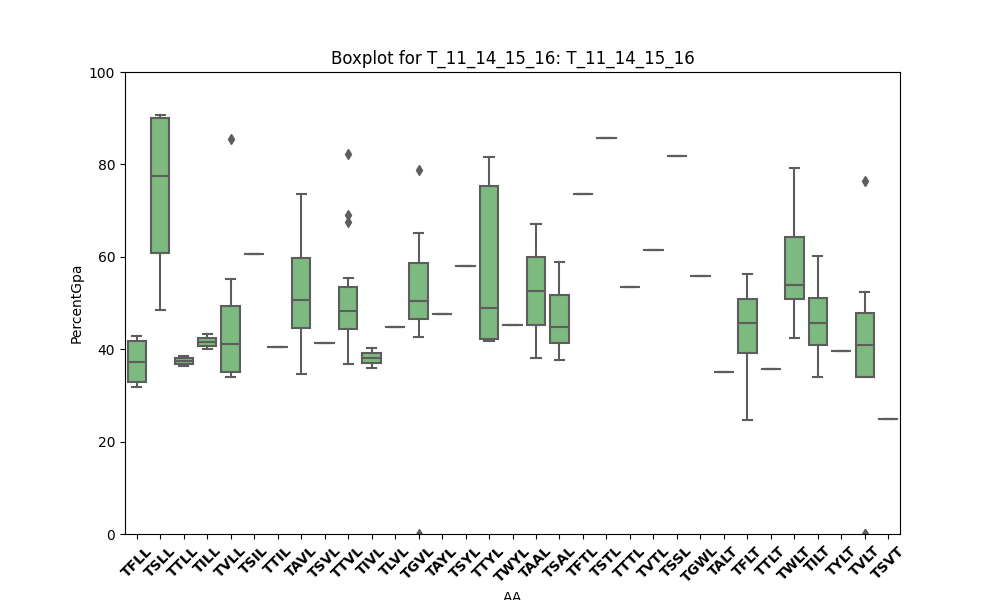 Boxplot for T_11_14_15_16: T_11_14_15_16
100
80
60
40
20
0
PercentGpa
TFLL TSLL TTLL TILL TVLL TSIL TTIL TAVL TSVL TTVL TIVL TLVL TGVL TAYL TSYL TTYL TWYL TAAL TSAL TFTL TSTL TTTL TVTL TSSL TGWL TALT TFLT TTLT TWLT TILT TYLT TVLT TSVT
AA